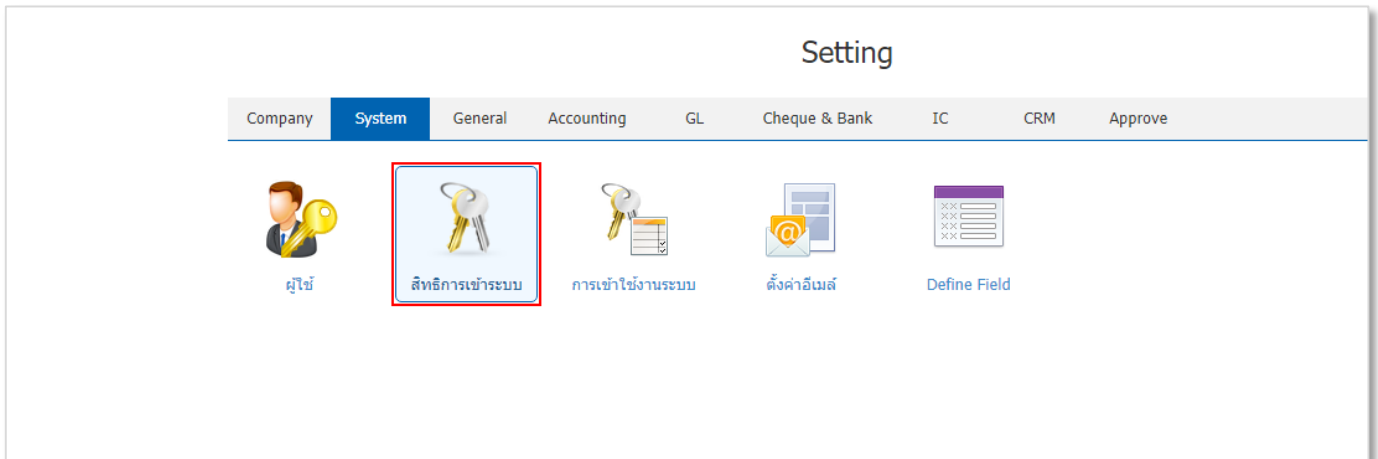 Setting
Company System General Accounting GL Cheque & Bank IC CRM Approve
ผู้ใช้ สิทธิการเข้าระบบ การเข้าใช้งานระบบ ตั้งค่าอีเมล์ Define Field